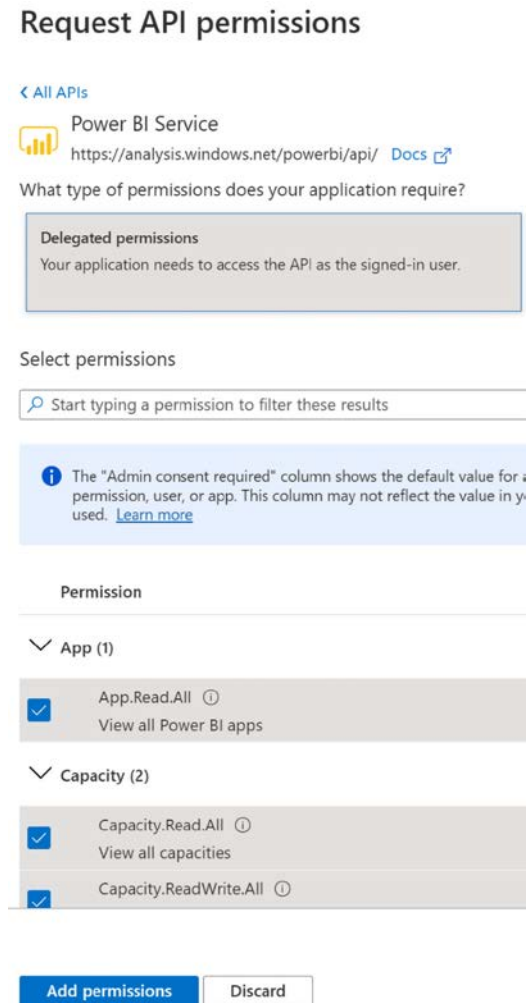 Request API permissions
All APIs
Power BI Service
https://analysis.windows.net/powerbi/api/ Docs
What type of permissions does your application require?
Delegated permissions
Your application needs to access the API as the signed-in user.
Select permissions
Start typing a permission to filter these results
The "Admin consent required" column shows the default value for
permission, user, or app. This column may not reflect the value in
used. Learn more
Permission
App (1)
App.Read.All
View all Power BI apps
Capacity (2)
Capacity.Read.All
View all capacities
Capacity.ReadWrite.All
Add permissions Discard